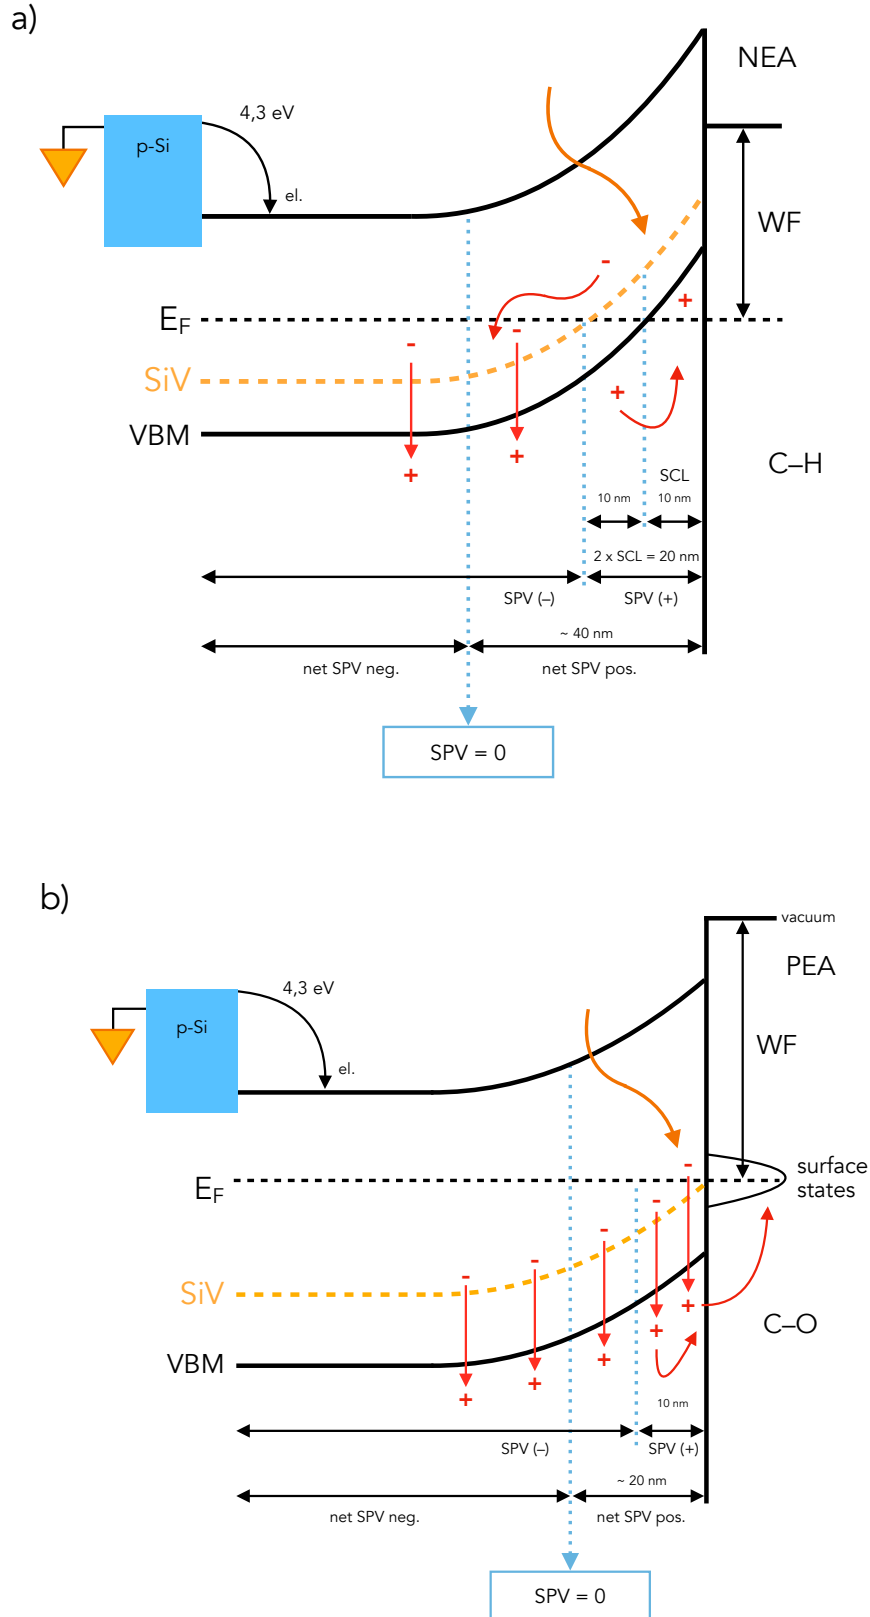 a)
NEA
4,3 eV
p-Si
el.
WF
-
+
E_F
-
-
SiV
+
VBM
+
+
C–H
SCL
10 nm
10 nm
2 x SCL = 20 nm
SPV (–)
SPV (+)
~ 40 nm
net SPV neg.
net SPV pos.
SPV = 0
b)
vacuum
PEA
4,3 eV
p-Si
WF
el.
surface
states
-
E_F
-
-
-
-
SiV
+
C–O
+
VBM
+
+
+
10 nm
SPV (–)
SPV (+)
~ 20 nm
net SPV neg.
net SPV pos.
SPV = 0